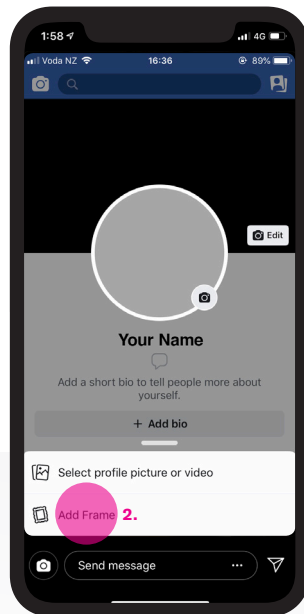 1:58 4G
Voda NZ 16:36 89%
Edit
Your Name
Add a short bio to tell people more about
yourself.
+ Add bio
Select profile picture or video
Add Frame 2.
Send message ...